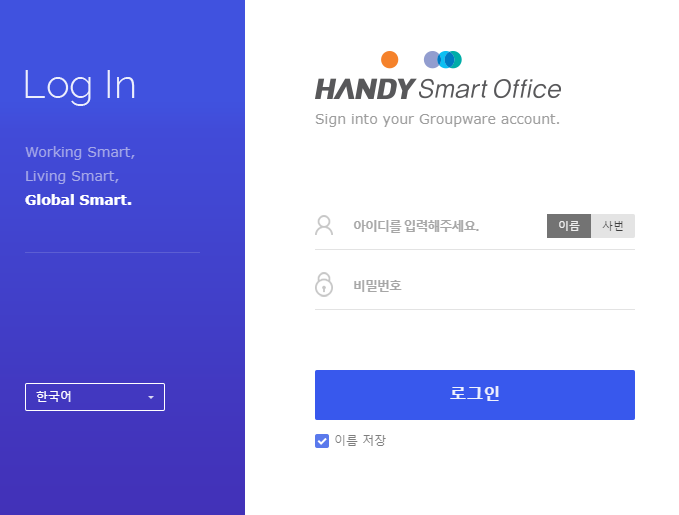 Log In
Working Smart,
Living Smart,
Global Smart.
한국어
HANDY Smart Office
Sign into your Groupware account.
아이디를 입력해주세요.
이름 사번
비밀번호
로그인
이름 저장